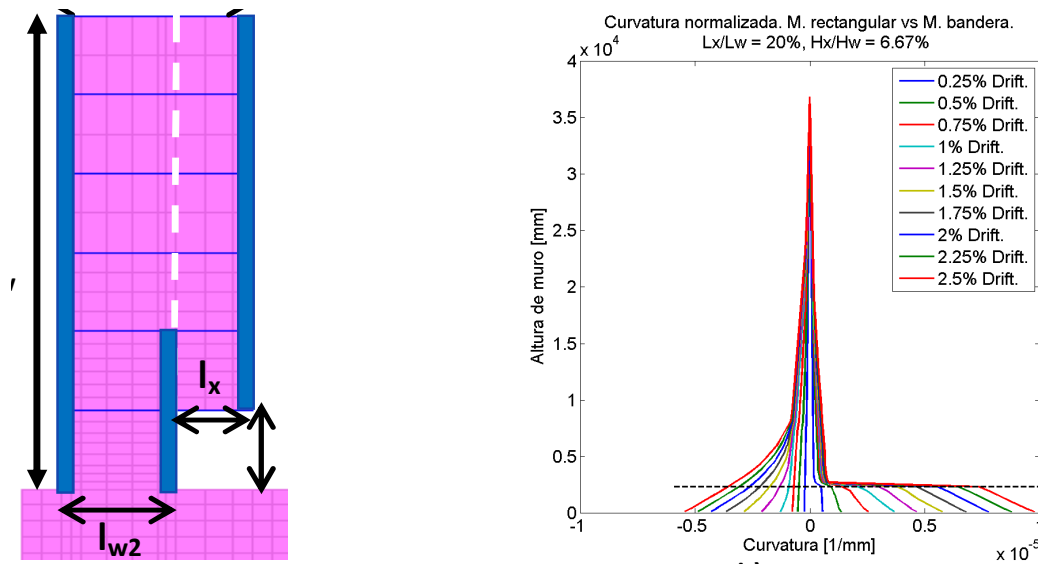 lx
lw2
Curvatura normalizada. M. rectangular vs M. bandera.
Lx/Lw = 20%, Hx/Hw = 6.67%
x 10^4
4
3.5
3
2.5
2
1.5
1
0.5
0
Altura de muro [mm]
0.25% Drift.
0.5% Drift.
0.75% Drift.
1% Drift.
1.25% Drift.
1.5% Drift.
1.75% Drift.
2% Drift.
2.25% Drift.
2.5% Drift.
-1 -0.5 0 0.5 1
Curvatura [1/mm]
x 10^-5